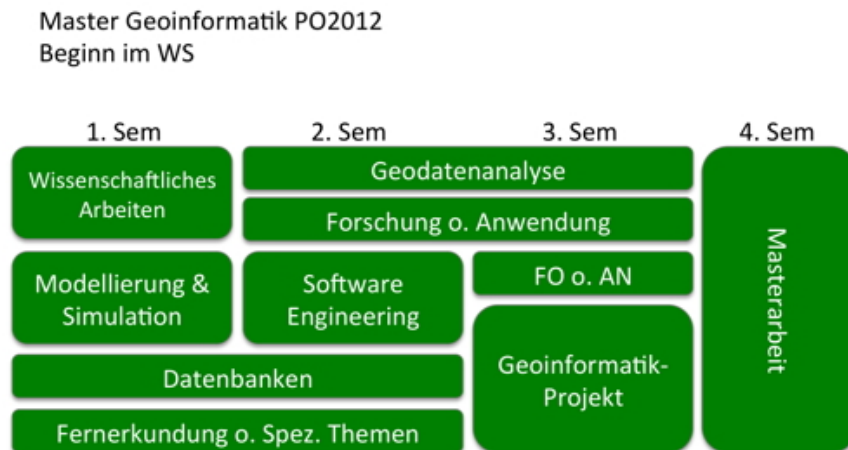 Master Geoinformatik PO2012
Beginn im WS
1. Sem
2. Sem
3. Sem
4. Sem
Wissenschaftliches
Arbeiten
Geodatenanalyse
Forschung o. Anwendung
Modellierung &
Simulation
Software
Engineering
FO o. AN
Datenbanken
Geoinformatik-
Projekt
Fernerkundung o. Spez. Themen
Masterarbeit